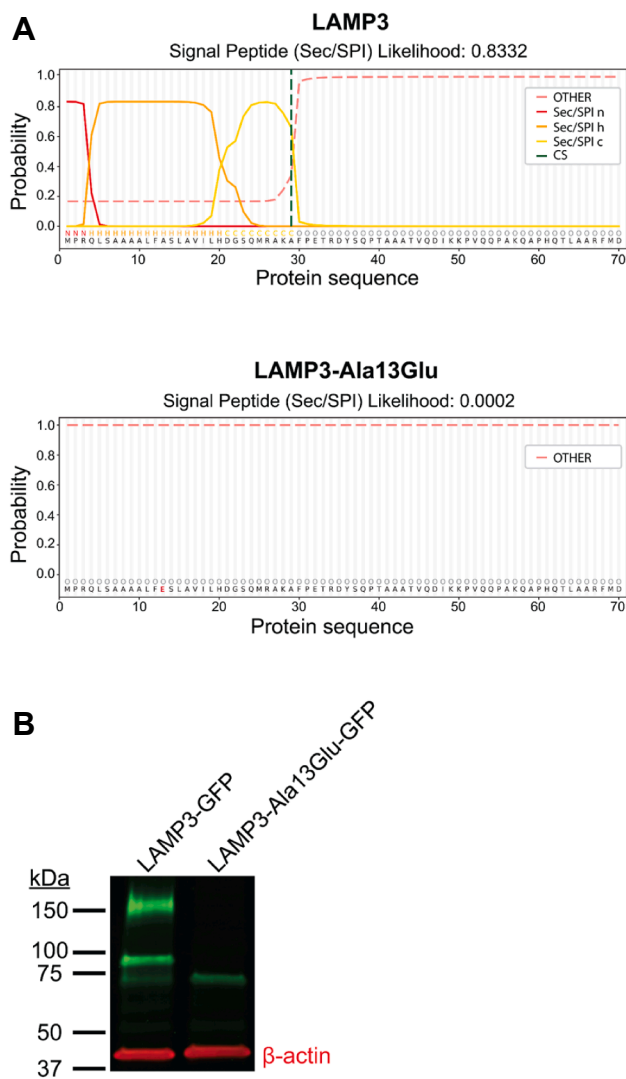 A
LAMP3
Signal Peptide (Sec/SPI) Likelihood: 0.8332
Probability
1.0
0.8
0.6
0.4
0.2
0.0
OTHER
Sec/SPI n
Sec/SPI h
Sec/SPI c
CS
NNNHHHHHHHHHHHHHHHHHCCCCCCCCCOOOOOOOOOOOOOOOOOOOOOOOOOOOOOOOOOOOOOOOOO
MPRQLSAAAALFASLAVILHDGSQMRAKAFPETRDYSQPTAAATVQDIKKPVQQPAKQAPHQTLAARFMD
0 10 20 30 40 50 60 70
Protein sequence
LAMP3-Ala13Glu
Signal Peptide (Sec/SPI) Likelihood: 0.0002
Probability
1.0
0.8
0.6
0.4
0.2
0.0
OTHER
OOOOOOOOOOOOOOOOOOOOOOOOOOOOOOOOOOOOOOOOOOOOOOOOOOOOOOOOOOOOOOOOOOOOOO
MPRQLSAAAALFESLAVILHDGSQMRAKAFPETRDYSQPTAAATVQDIKKPVQQPAKQAPHQTLAARFMD
0 10 20 30 40 50 60 70
Protein sequence
B
LAMP3-GFP
LAMP3-Ala13Glu-GFP
kDa
150
100
75
50
37
β-actin